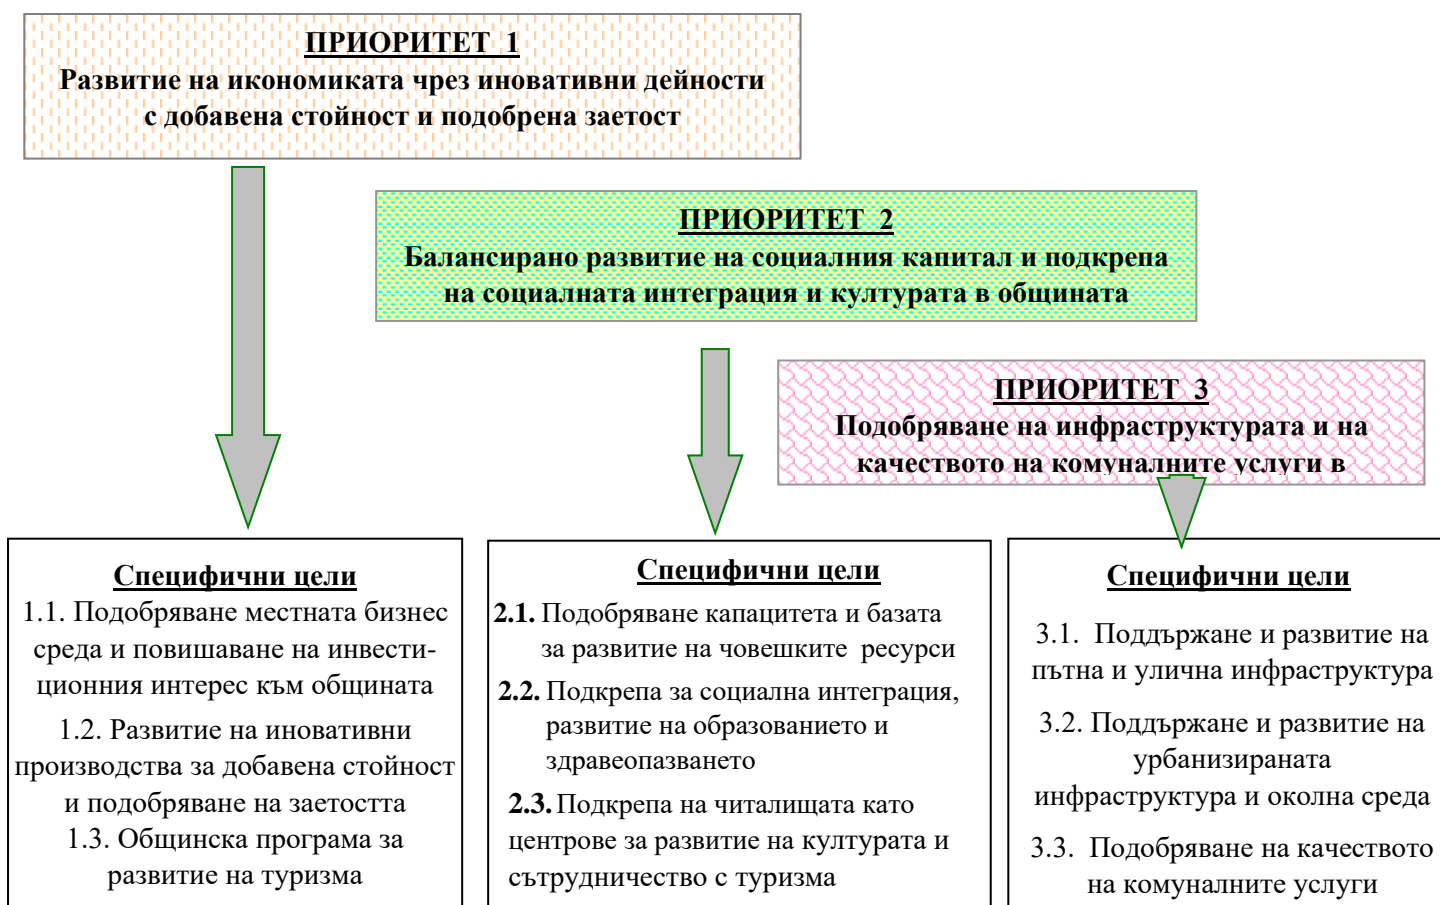 ПРИОРИТЕТ 1
Развитие на икономиката чрез иновативни дейности
с добавена стойност и подобрена заетост
ПРИОРИТЕТ 2
Балансирано развитие на социалния капитал и подкрепа
на социалната интеграция и културата в общината
ПРИОРИТЕТ 3
Подобряване на инфраструктурата и на
качеството на комуналните услуги в
Специфични цели
1.1. Подобряване местната бизнес
среда и повишаване на инвести-
ционния интерес към общината
1.2. Развитие на иновативни
производства за добавена стойност
и подобряване на заетостта
1.3. Общинска програма за
развитие на туризма
Специфични цели
2.1. Подобряване капацитета и базата
за развитие на човешките ресурси
2.2. Подкрепа за социална интеграция,
развитие на образованието и
здравеопазването
2.3. Подкрепа на читалищата като
центрове за развитие на културата и
сътрудничество с туризма
Специфични цели
3.1. Поддържане и развитие на
пътна и улична инфраструктура
3.2. Поддържане и развитие на
урбанизираната
инфраструктура и околна среда
3.3. Подобряване на качеството
на комуналните услуги